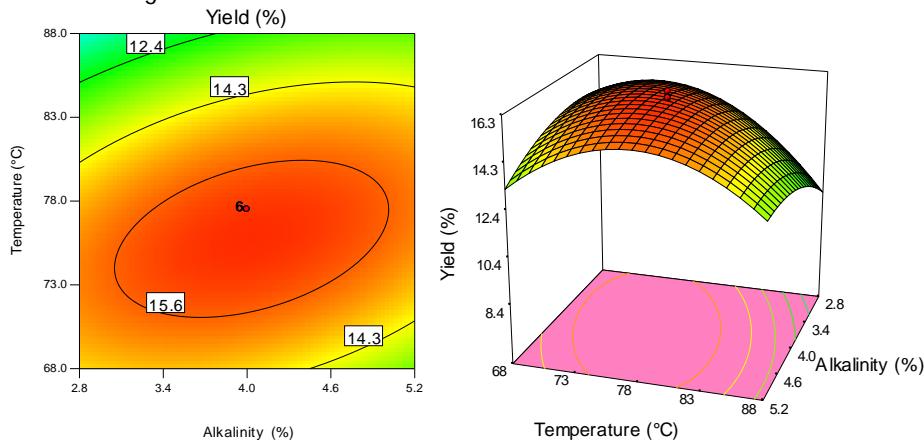 Yield (%)
88.0
83.0
78.0
73.0
68.0
Temperature (°C)
12.4
14.3
6
15.6
14.3
2.8 3.4 4.0 4.6 5.2
Alkalinity (%)
16.3
14.3
12.4
10.4
8.4
Yield (%)
68 73 78 83 88
Temperature (°C)
2.8
3.4
4.0
4.6
5.2
Alkalinity (%)